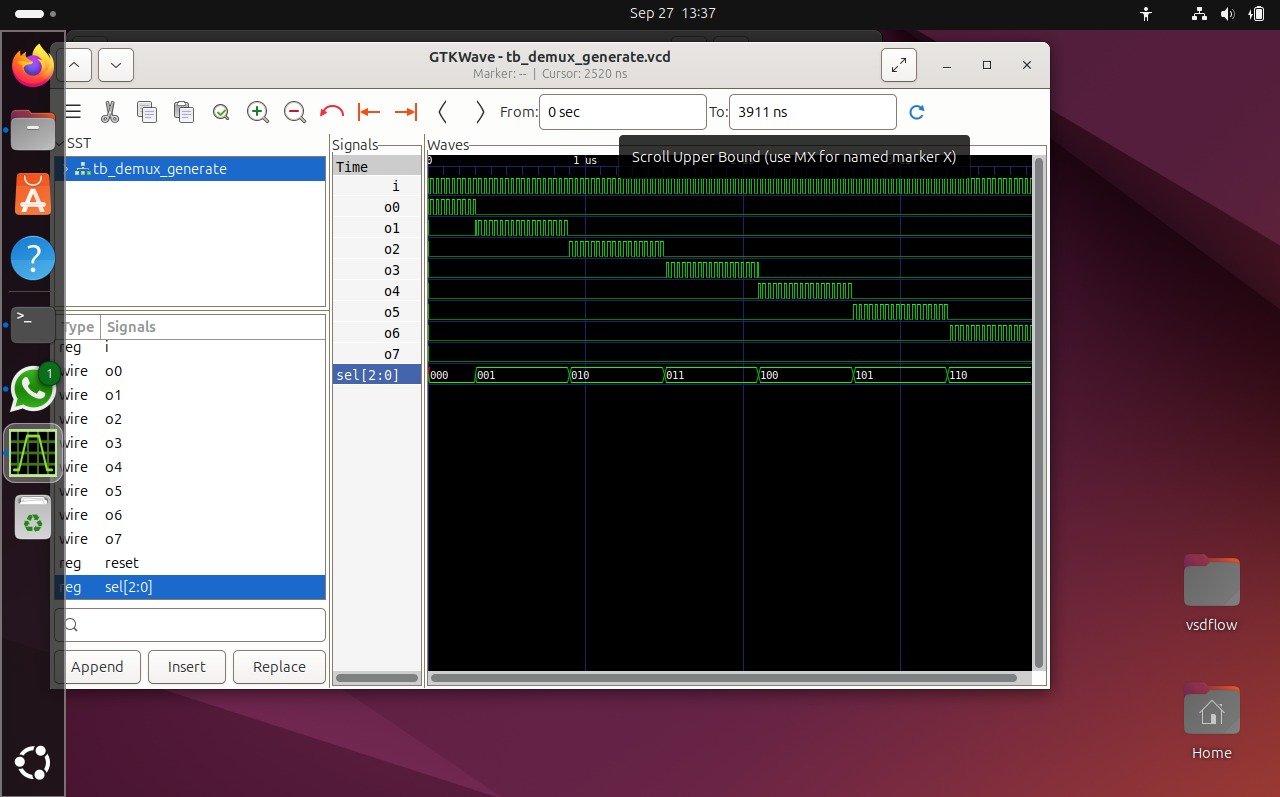 Sep 27 13:37
GTKWave - tb_demux_generate.vcd
Marker: -- | Cursor: 2520 ns
From: 0 sec To: 3911 ns
SST
Signals
Waves
Scroll Upper Bound (use MX for named marker X)
tb_demux_generate
Time
0 1 us
i
o0
o1
o2
o3
o4
o5
o6
o7
sel[2:0] 000 001 010 011 100 101 110
Type Signals
reg i
wire o0
wire o1
wire o2
wire o3
wire o4
wire o5
wire o6
wire o7
reg reset
reg sel[2:0]
Append Insert Replace
>_
1
?
vsdflow
Home